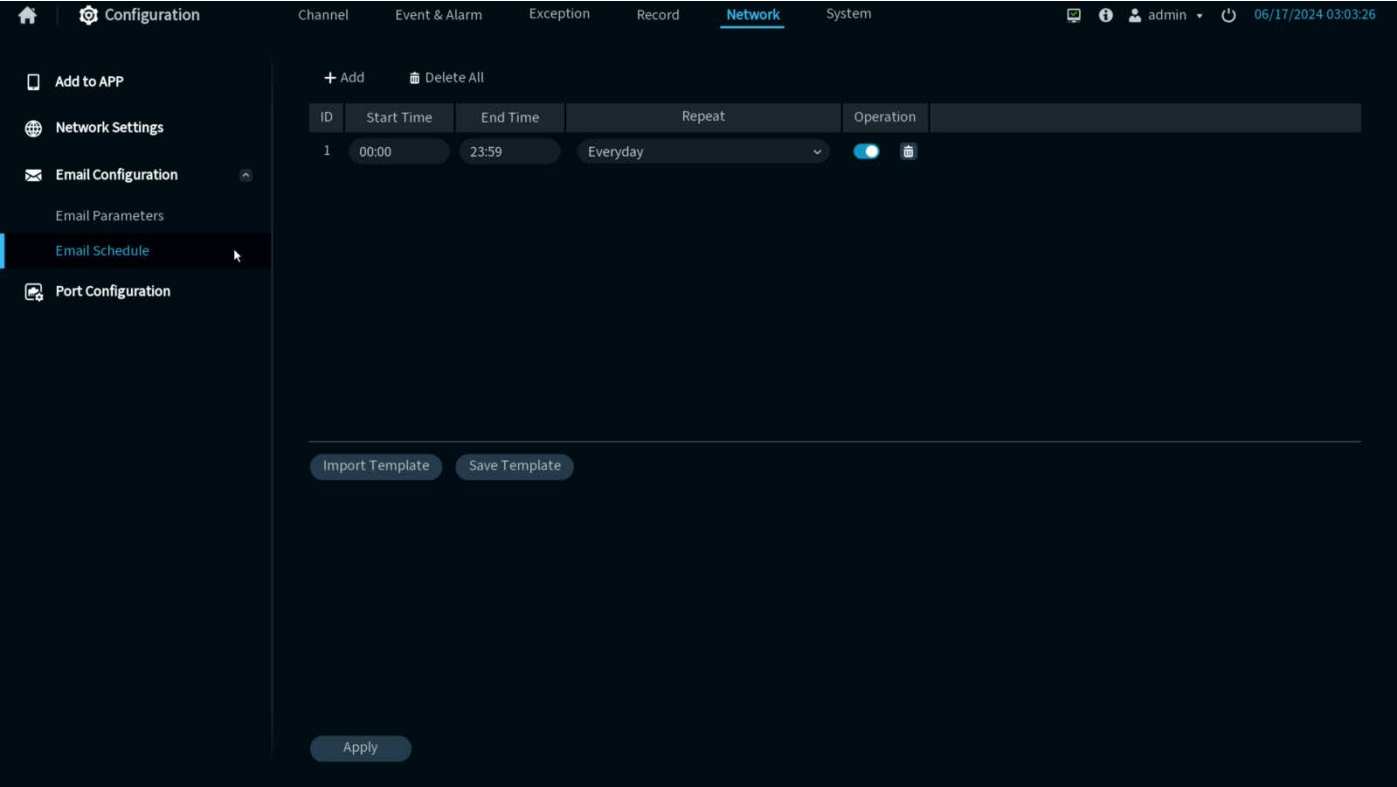 Configuration Channel Event & Alarm Exception Record Network System admin 06/17/2024 03:03:26
Add to APP
Network Settings
Email Configuration
Email Parameters
Email Schedule
Port Configuration
Add Delete All
ID Start Time End Time Repeat Operation
1 00:00 23:59 Everyday
Import Template Save Template
Apply